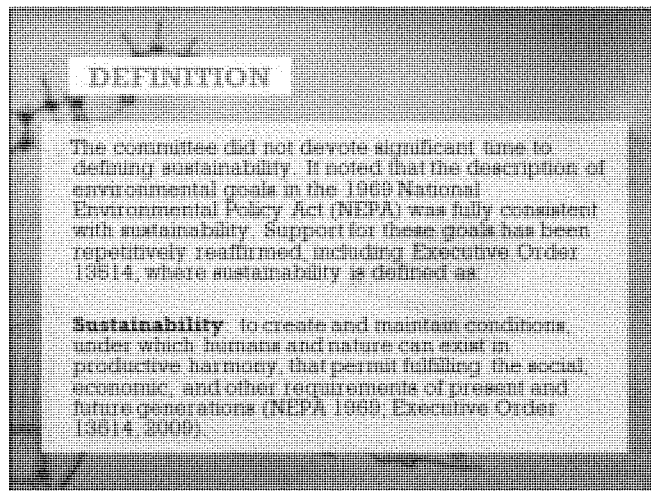 DEFINITION
The committee did not devote significant time to
defining sustainability. It noted that the description of
environmental goals in the 1969 National
Environmental Policy Act (NEPA) was fully consistent
with sustainability. Support for these goals has been
repetitively reaffirmed, including Executive Order
13514, where sustainability is defined as:
Sustainability: to create and maintain conditions,
under which humans and nature can exist in
productive harmony, that permit fulfilling the social,
economic, and other requirements of present and
future generations (NEPA 1969; Executive Order
13514, 2009).